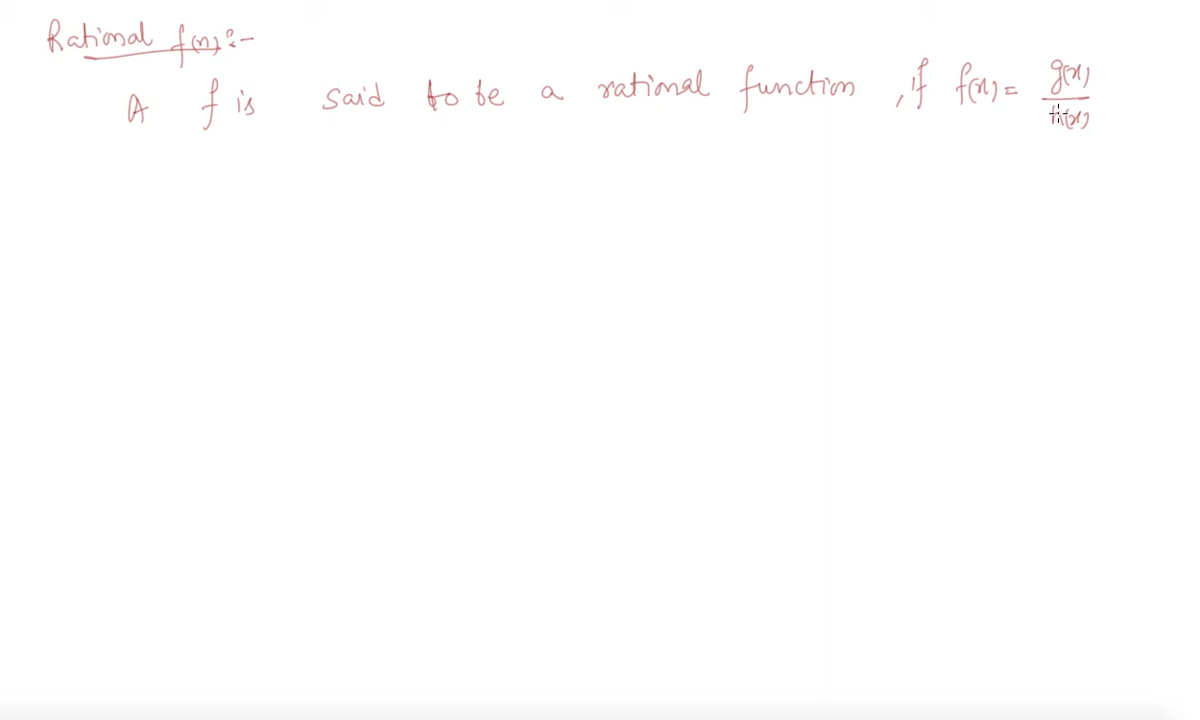 Rational f(n):-
A f is said to be a rational function, if f(x) = g(x)/h(x)